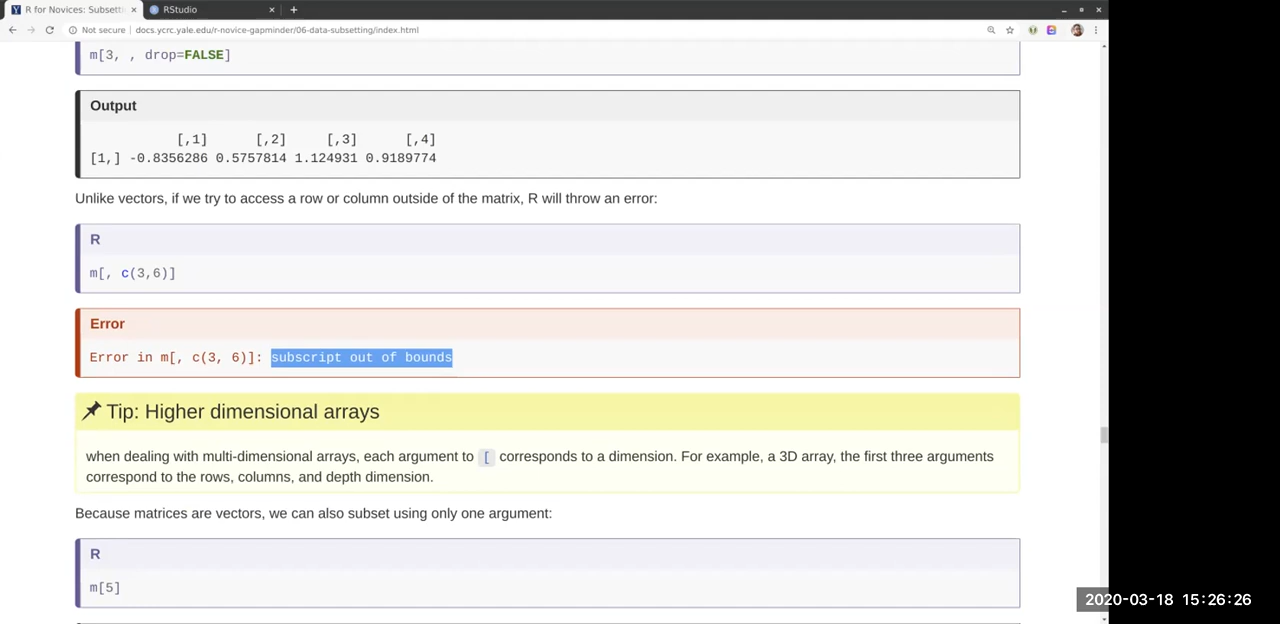 R for Novices: Subsetti
RStudio
Not secure | docs.ycrc.yale.edu/r-novice-gapminder/06-data-subsetting/index.html
m[3, , drop=FALSE]
Output
[,1] [,2] [,3] [,4]
[1,] -0.8356286 0.5757814 1.124931 0.9189774
Unlike vectors, if we try to access a row or column outside of the matrix, R will throw an error:
R
m[, c(3,6)]
Error
Error in m[, c(3, 6)]: subscript out of bounds
Tip: Higher dimensional arrays
when dealing with multi-dimensional arrays, each argument to [ corresponds to a dimension. For example, a 3D array, the first three arguments
correspond to the rows, columns, and depth dimension.
Because matrices are vectors, we can also subset using only one argument:
R
m[5]
2020-03-18 15:26:26